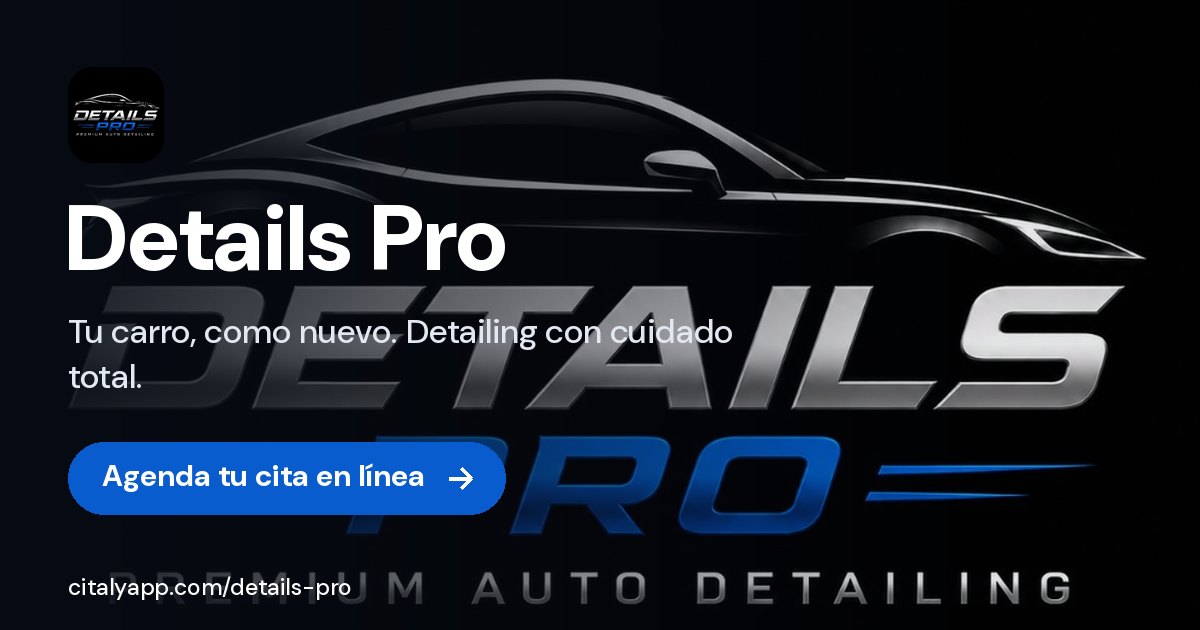 DETAILS
PRO
PREMIUM AUTO DETAILING
Details Pro
Tu carro, como nuevo. Detailing con cuidado
total.
DETAILS
PRO
Agenda tu cita en línea →
citalyapp.com/details-pro
PREMIUM AUTO DETAILING